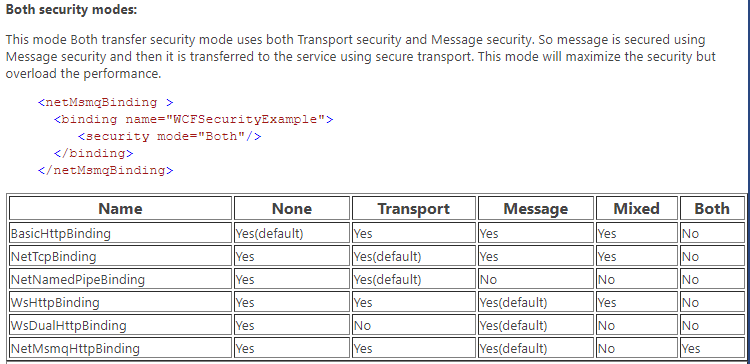 Both security modes:
This mode Both transfer security mode uses both Transport security and Message security. So message is secured using
Message security and then it is transferred to the service using secure transport. This mode will maximize the security but
overload the performance.
<netMsmqBinding >
<binding name="WCFSecurityExample">
<security mode="Both"/>
</binding>
</netMsmqBinding>
Name None Transport Message Mixed Both
BasicHttpBinding Yes(default) Yes Yes Yes No
NetTcpBinding Yes Yes(default) Yes Yes No
NetNamedPipeBinding Yes Yes(default) No No No
WsHttpBinding Yes Yes Yes(default) Yes No
WsDualHttpBinding Yes No Yes(default) No No
NetMsmqHttpBinding Yes Yes Yes(default) No Yes